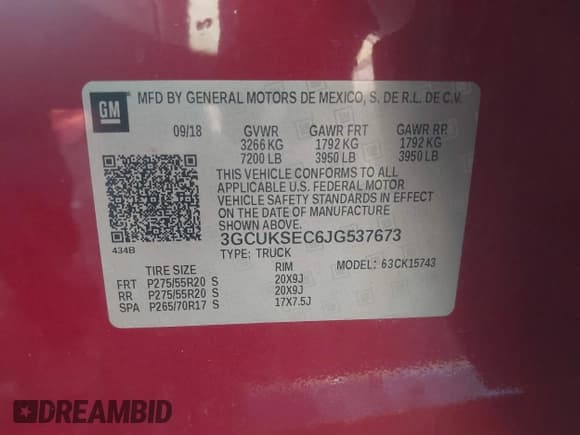 GM
MFD BY GENERAL MOTORS DE MEXICO, S. DE R.L. DE C.V.
09/18 GVWR GAWR FRT GAWR RR
3266 KG 1792 KG 1792 KG
7200 LB 3950 LB 3950 LB
THIS VEHICLE CONFORMS TO ALL
APPLICABLE U.S. FEDERAL MOTOR
VEHICLE SAFETY STANDARDS IN EFFECT
ON THE DATE OF MANUFACTURE
SHOWN ABOVE.
3GCUKSEC6JG537673
434B TYPE: TRUCK
TIRE SIZE RIM MODEL: 63CK15743
FRT P275/55R20 S 20X9J
RR P275/55R20 S 20X9J
SPA P265/70R17 S 17X7.5J
DREAMBID